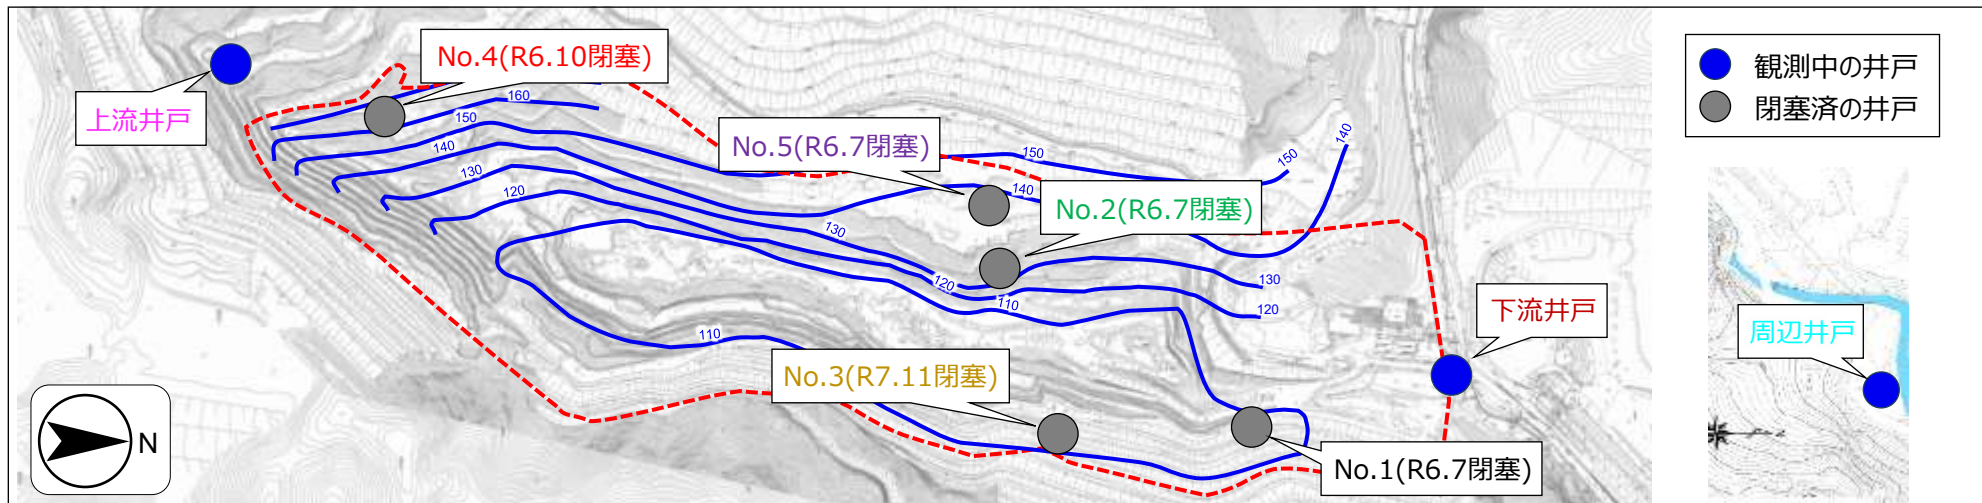 No.4(R6.10閉塞)
上流井戸
160
150
140
130
120
No.5(R6.7閉塞)
150
150
140
140
No.2(R6.7閉塞)
130
120
110
130
120
110
下流井戸
No.3(R7.11閉塞)
No.1(R6.7閉塞)
N
観測中の井戸
閉塞済の井戸
周辺井戸